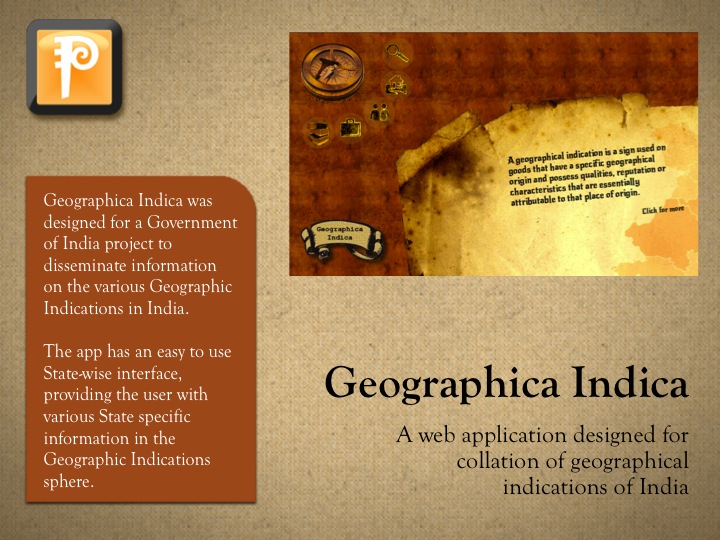 A geographical indication is a sign used on
goods that have a specific geographical
origin and possess qualities, reputation or
characteristics that are essentially
attributable to that place of origin.
Click for more
Geographica
Indica
Geographica Indica was
designed for a Government
of India project to
disseminate information
on the various Geographic
Indications in India.
The app has an easy to use
State-wise interface,
providing the user with
various State specific
information in the
Geographic Indications
sphere.
Geographica Indica
A web application designed for
collation of geographical
indications of India